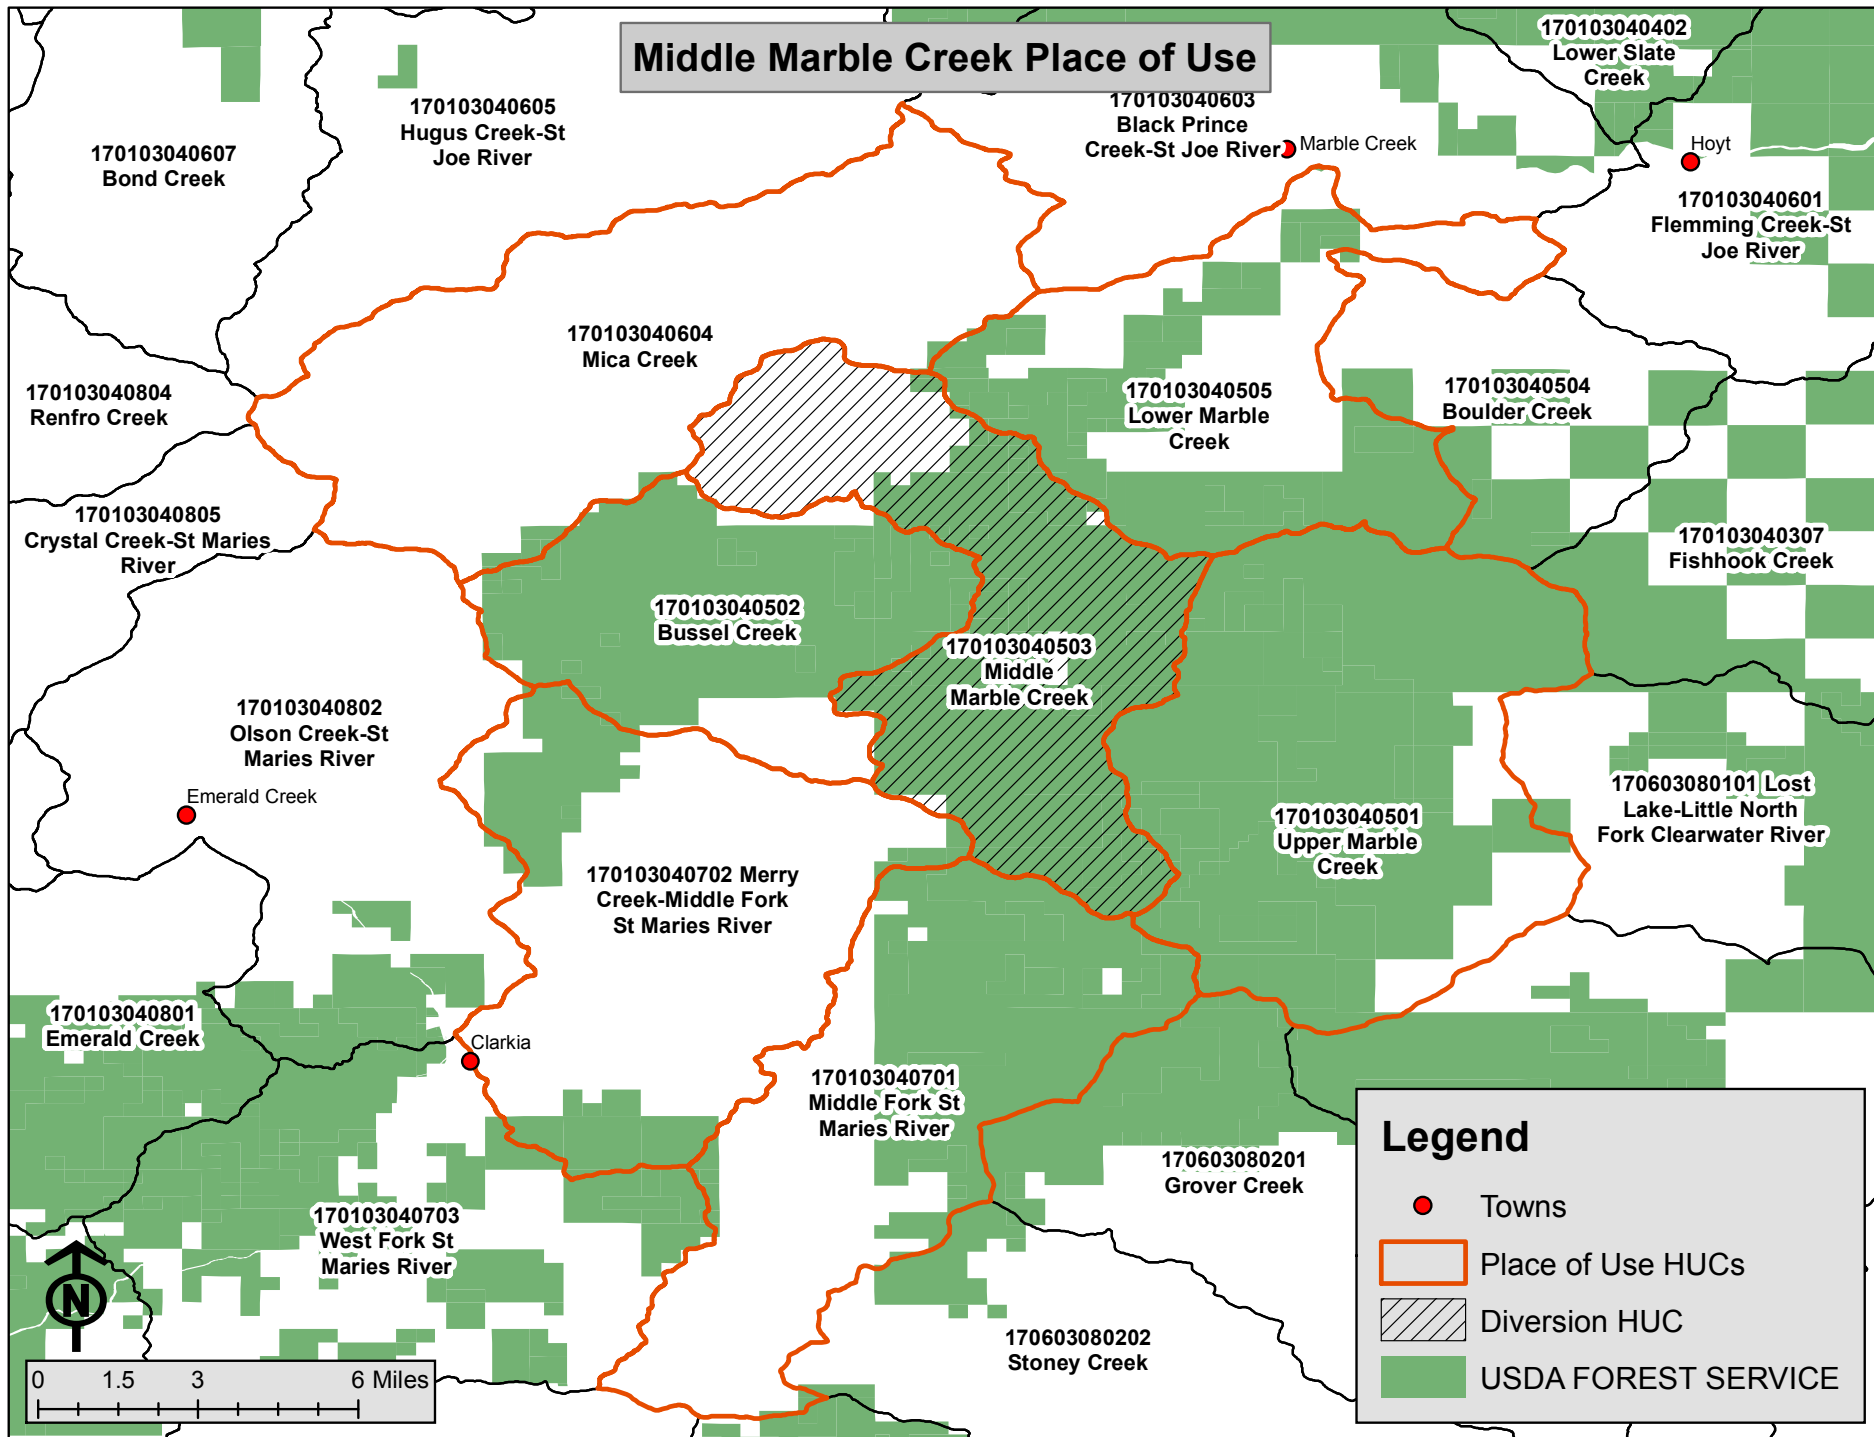 Middle Marble Creek Place of Use
170103040402
Lower Slate
Creek
170103040605
Hugus Creek-St
Joe River
170103040603
Black Prince
Creek-St Joe River
Marble Creek
Hoyt
170103040607
Bond Creek
170103040601
Flemming Creek-St
Joe River
170103040604
Mica Creek
170103040804
Renfro Creek
170103040505
Lower Marble
Creek
170103040504
Boulder Creek
170103040805
Crystal Creek-St Maries
River
170103040307
Fishhook Creek
170103040502
Bussel Creek
170103040503
Middle
Marble Creek
170103040802
Olson Creek-St
Maries River
Emerald Creek
170603080101 Lost
Lake-Little North
Fork Clearwater River
170103040501
Upper Marble
Creek
170103040702 Merry
Creek-Middle Fork
St Maries River
170103040801
Emerald Creek
Clarkia
170103040701
Middle Fork St
Maries River
170603080201
Grover Creek
170103040703
West Fork St
Maries River
170603080202
Stoney Creek
N
0 1.5 3 6 Miles
Legend
Towns
Place of Use HUCs
Diversion HUC
USDA FOREST SERVICE